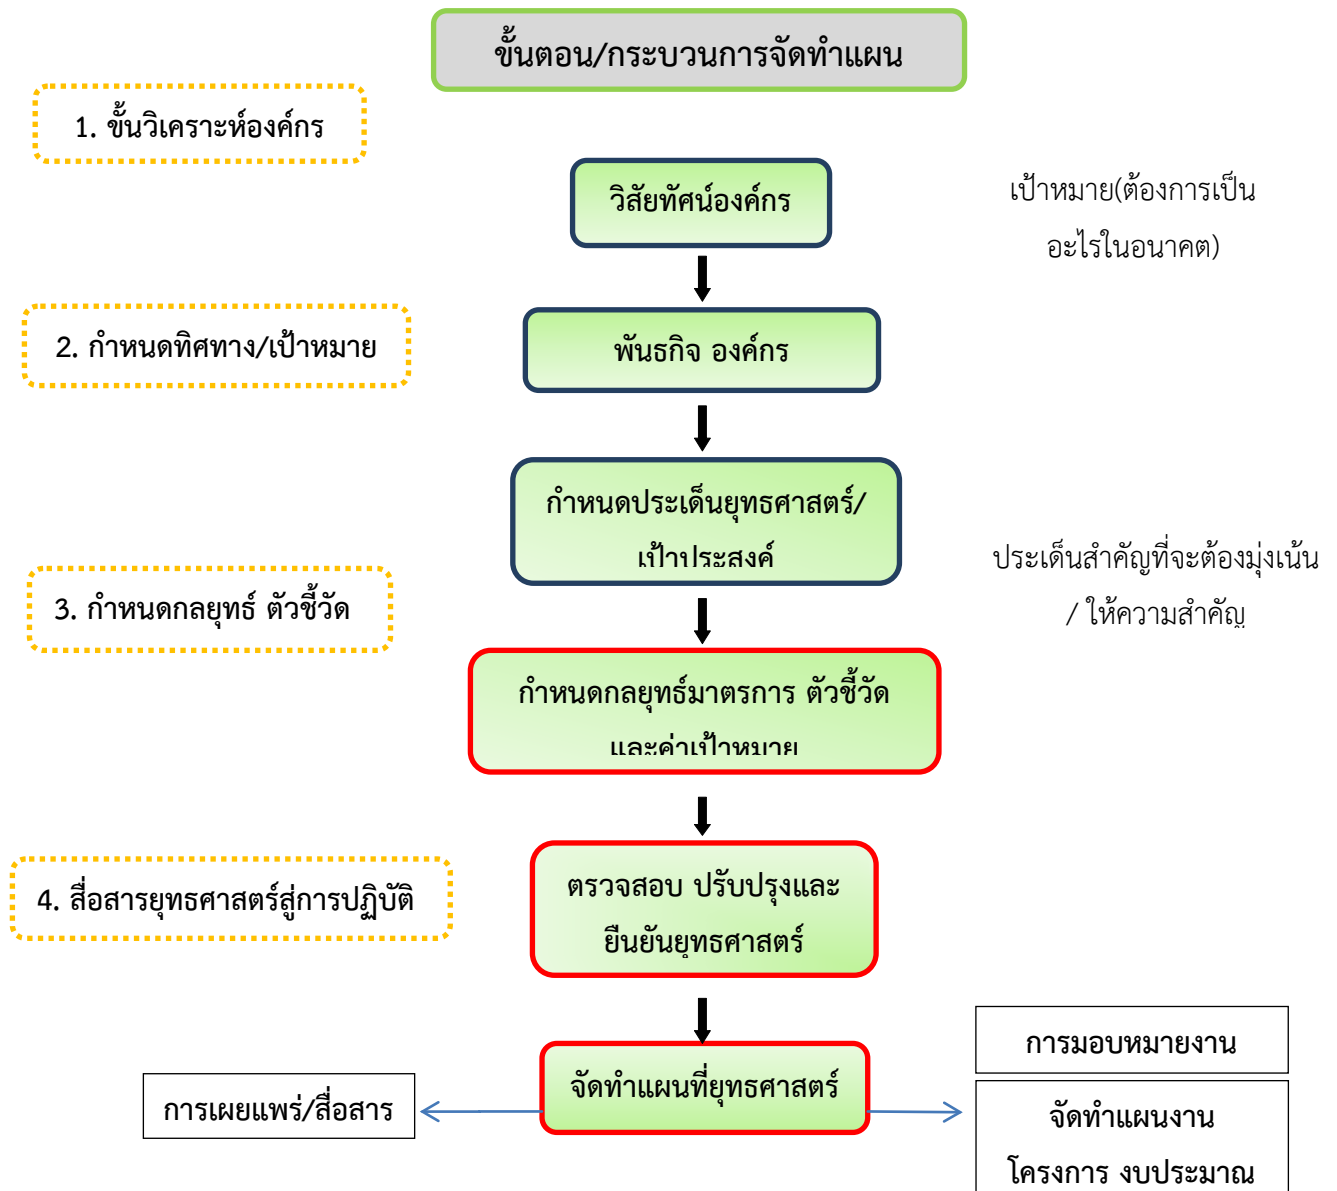 ขั้นตอน/กระบวนการจัดทำแผน
1. ขั้นวิเคราะห์องค์กร
วิสัยทัศน์องค์กร
เป้าหมาย(ต้องการเป็น
อะไรในอนาคต)
2. กำหนดทิศทาง/เป้าหมาย
พันธกิจ องค์กร
กำหนดประเด็นยุทธศาสตร์/
เป้าประสงค์
ประเด็นสำคัญที่จะต้องมุ่งเน้น
/ ให้ความสำคัญ
3. กำหนดกลยุทธ์ ตัวชี้วัด
กำหนดกลยุทธ์มาตรการ ตัวชี้วัด
และค่าเป้าหมาย
4. สื่อสารยุทธศาสตร์สู่การปฏิบัติ
ตรวจสอบ ปรับปรุงและ
ยืนยันยุทธศาสตร์
จัดทำแผนที่ยุทธศาสตร์
การเผยแพร่/สื่อสาร
การมอบหมายงาน
จัดทำแผนงาน
โครงการ งบประมาณ